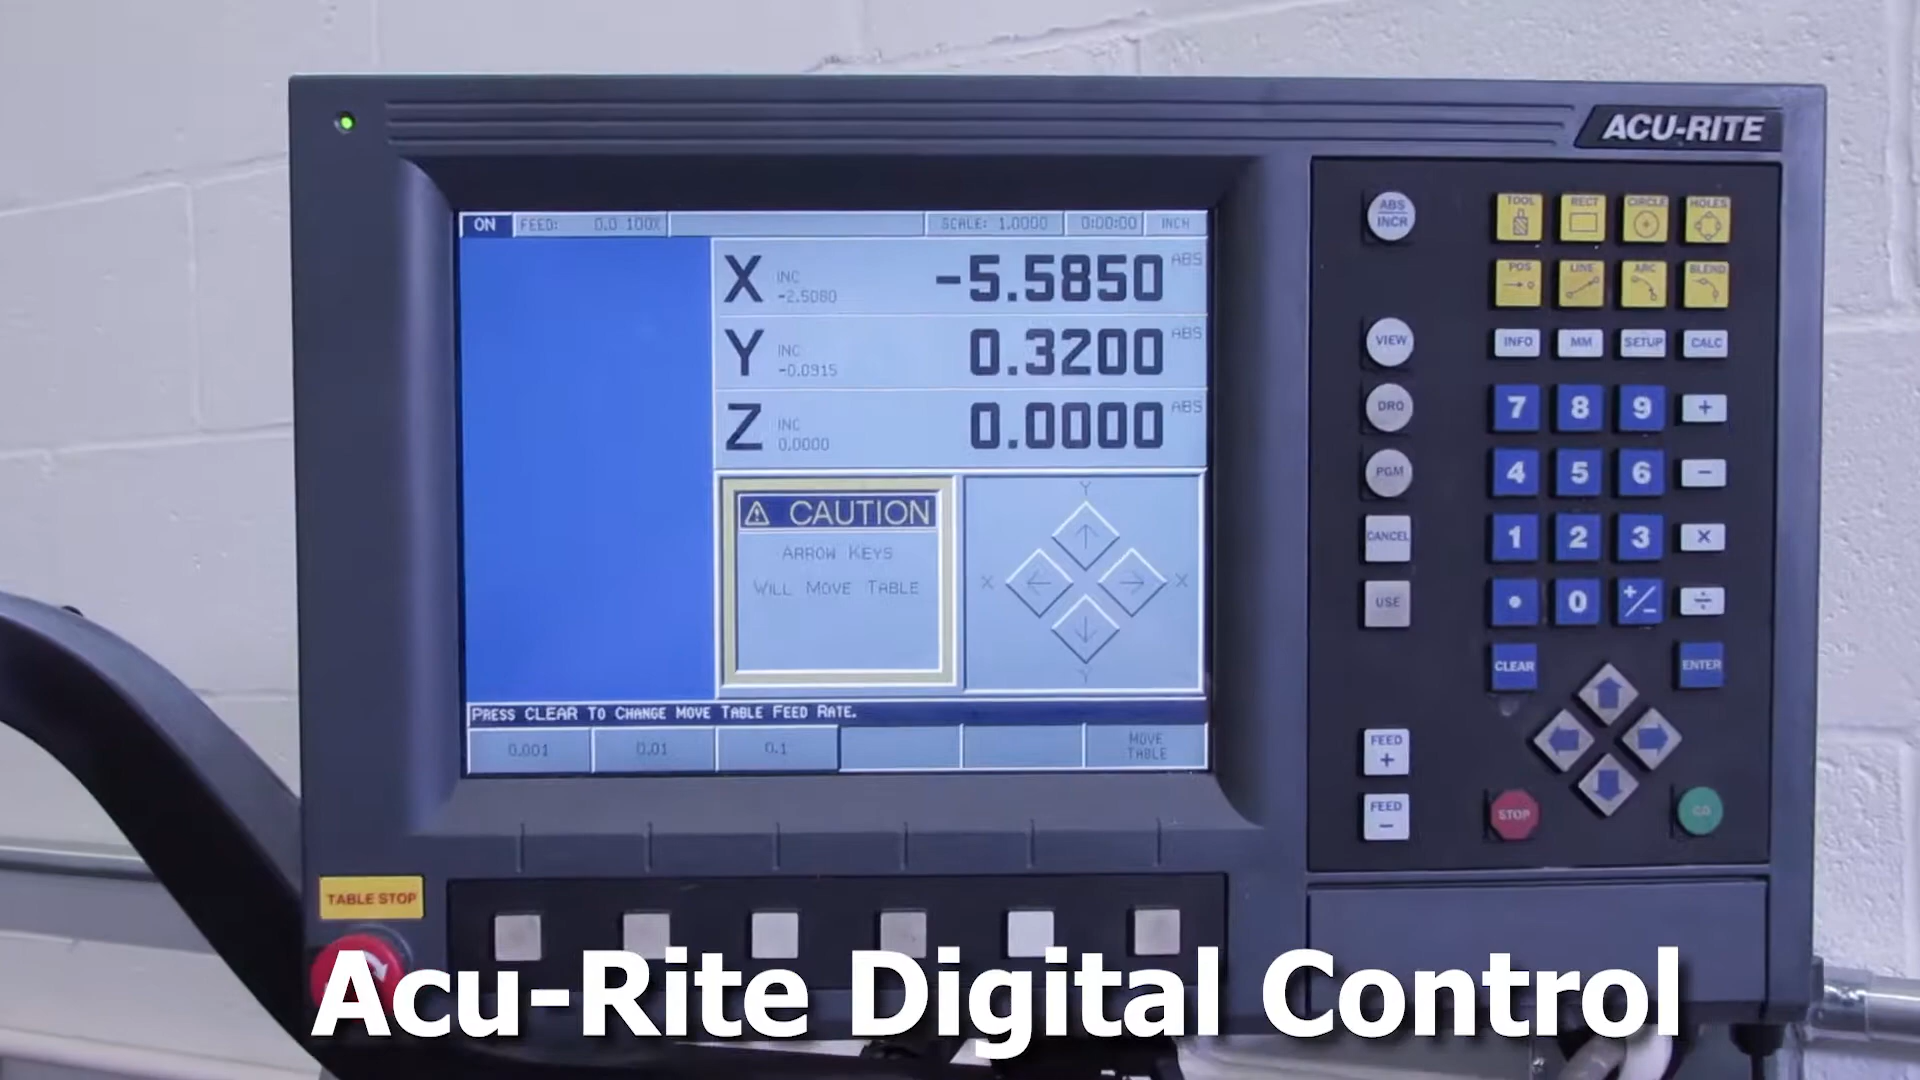 ACU-RITE
ON FEED: 0.0 100% SCALE: 1.0000 0:00:00 INCH
X INC -2.5080 -5.5850 ABS
Y INC -0.0915 0.3200 ABS
Z INC 0.0000 0.0000 ABS
⚠ CAUTION
ARROW KEYS
WILL MOVE TABLE
Y
X X
Y
PRESS CLEAR TO CHANGE MOVE TABLE FEED RATE.
0.001 0.01 0.1 MOVE TABLE
ABS INCR
TOOL RECT CIRCLE HOLES
POS LINE ARC BLEND
VIEW INFO MM SETUP CALC
DRO 7 8 9 +
PGM 4 5 6 −
CANCEL 1 2 3 ×
USE . 0 +/− ÷
CLEAR ENTER
FEED +
FEED −
STOP GO
TABLE STOP
Acu-Rite Digital Control